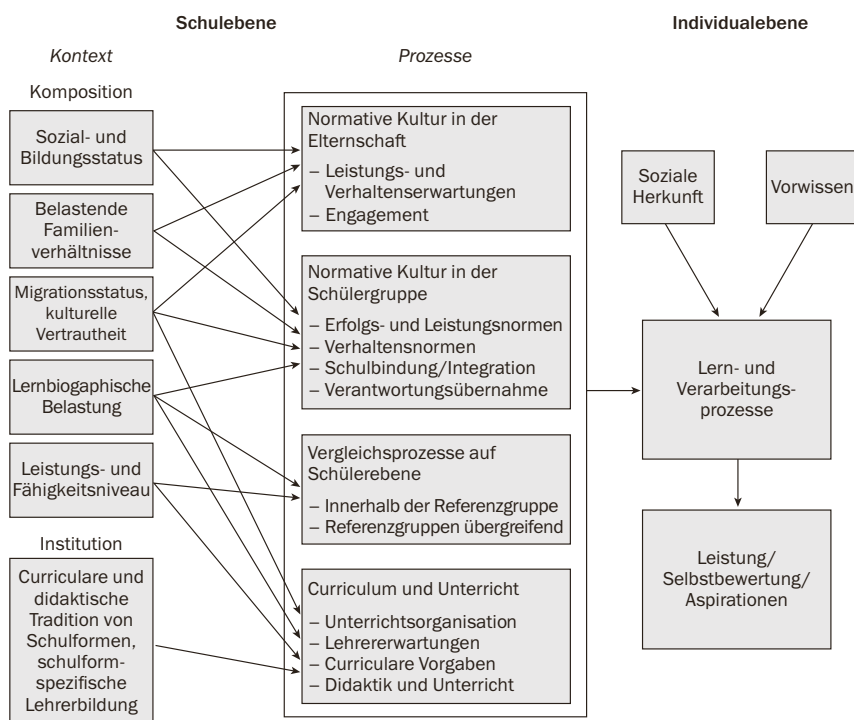 Schulebene
Individualebene
Kontext
Prozesse
Komposition
Sozial- und
Bildungsstatus
Belastende
Familien-
verhältnisse
Migrationsstatus,
kulturelle
Vertrautheit
Lernbiogaphische
Belastung
Leistungs- und
Fähigkeitsniveau
Institution
Curriculare und
didaktische
Tradition von
Schulformen,
schulform-
spezifische
Lehrerbildung
Normative Kultur in der
Elternschaft
– Leistungs- und
Verhaltenserwartungen
– Engagement
Normative Kultur in der
Schülergruppe
– Erfolgs- und Leistungsnormen
– Verhaltensnormen
– Schulbindung/Integration
– Verantwortungsübernahme
Vergleichsprozesse auf
Schülerebene
– Innerhalb der Referenzgruppe
– Referenzgruppen übergreifend
Curriculum und Unterricht
– Unterrichtsorganisation
– Lehrererwartungen
– Curriculare Vorgaben
– Didaktik und Unterricht
Soziale
Herkunft
Vorwissen
Lern- und
Verarbeitungs-
prozesse
Leistung/
Selbstbewertung/
Aspirationen